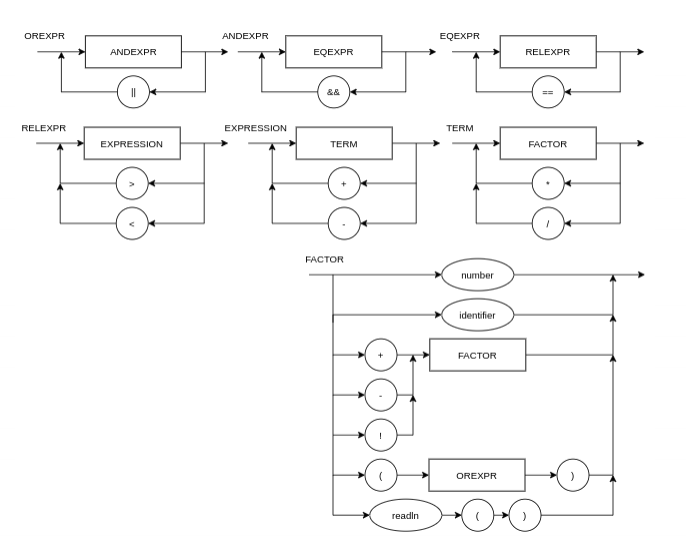 OREXPR
ANDEXPR
||
ANDEXPR
EQEXPR
&&
EQEXPR
RELEXPR
==
RELEXPR
EXPRESSION
>
<
EXPRESSION
TERM
+
-
TERM
FACTOR
*
/
FACTOR
number
identifier
+
FACTOR
-
!
( OREXPR )
readln ( )